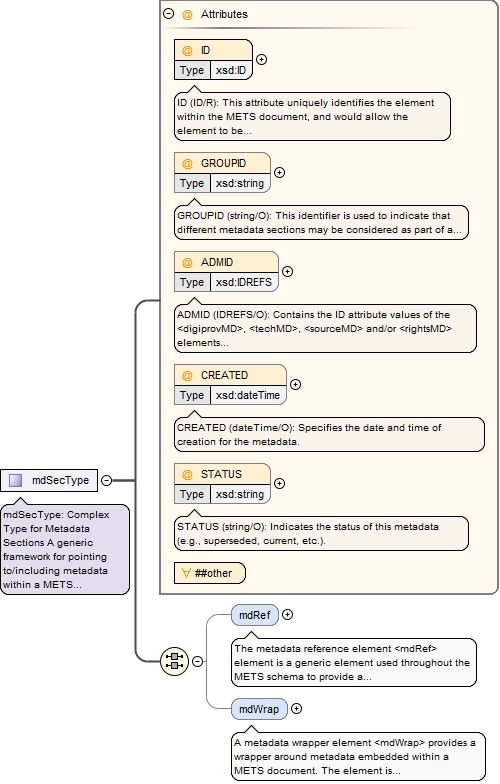 @ Attributes
@ ID
Type xsd:ID
ID (ID/R): This attribute uniquely identifies the element
within the METS document, and would allow the
element to be...
@ GROUPID
Type xsd:string
GROUPID (string/O): This identifier is used to indicate that
different metadata sections may be considered as part of a...
@ ADMID
Type xsd:IDREFS
ADMID (IDREFS/O): Contains the ID attribute values of the
<digiprovMD>, <techMD>, <sourceMD> and/or <rightsMD>
elements...
@ CREATED
Type xsd:dateTime
CREATED (dateTime/O): Specifies the date and time of
creation for the metadata.
@ STATUS
Type xsd:string
STATUS (string/O): Indicates the status of this metadata
(e.g., superseded, current, etc.).
##other
mdSecType
mdSecType: Complex
Type for Metadata
Sections A generic
framework for pointing
to/including metadata
within a METS...
mdRef
The metadata reference element <mdRef>
element is a generic element used throughout the
METS schema to provide a...
mdWrap
A metadata wrapper element <mdWrap> provides a
wrapper around metadata embedded within a
METS document. The element is...